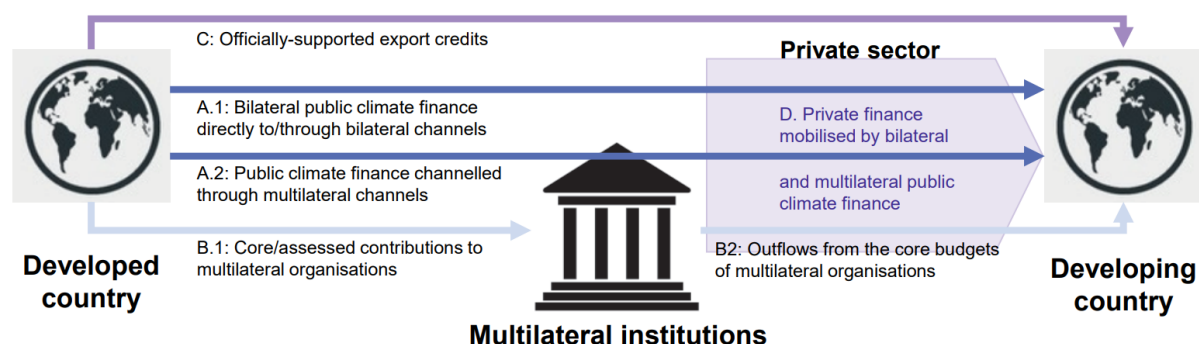 C: Officially-supported export credits
Private sector
A.1: Bilateral public climate finance
directly to/through bilateral channels
D. Private finance
mobilised by bilateral
A.2: Public climate finance channelled
through multilateral channels
and multilateral public
climate finance
B.1: Core/assessed contributions to
multilateral organisations
B2: Outflows from the core budgets
of multilateral organisations
Developed
country
Developing
country
Multilateral institutions